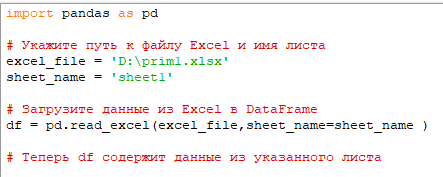 import pandas as pd
# Укажите путь к файлу Excel и имя листа
excel_file = 'D:\prim1.xlsx'
sheet_name = 'sheet1'
# Загрузите данные из Excel в DataFrame
df = pd.read_excel(excel_file,sheet_name=sheet_name )
# Теперь df содержит данные из указанного листа